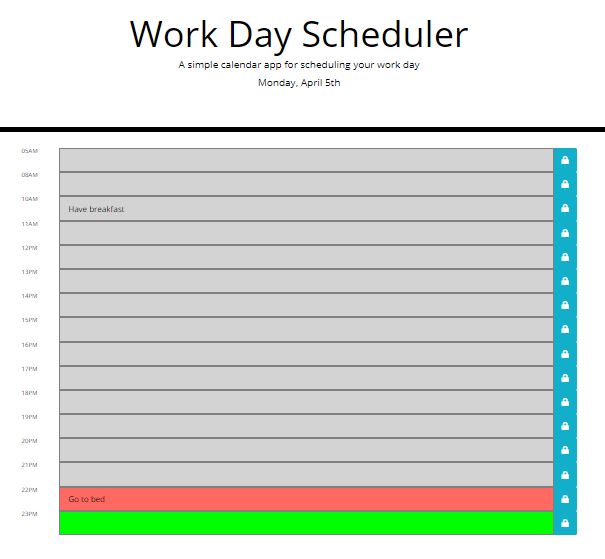 Work Day Scheduler
A simple calendar app for scheduling your work day
Monday, April 5th
05AM
08AM
10AM
Have breakfast
11AM
12PM
13PM
14PM
15PM
16PM
17PM
18PM
19PM
20PM
21PM
22PM
Go to bed
23PM